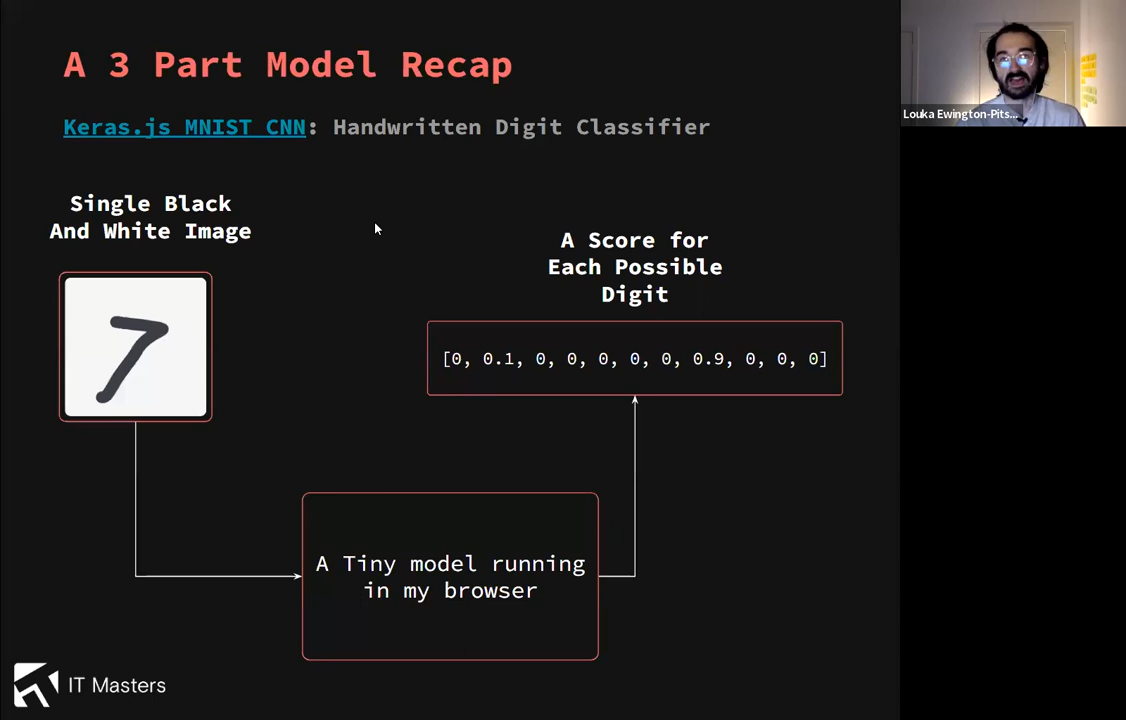 A 3 Part Model Recap
Keras.js MNIST CNN: Handwritten Digit Classifier
Single Black
And White Image
7
A Score for
Each Possible
Digit
[0, 0.1, 0, 0, 0, 0, 0, 0.9, 0, 0, 0]
A Tiny model running
in my browser
IT Masters
Louka Ewington-Pits...